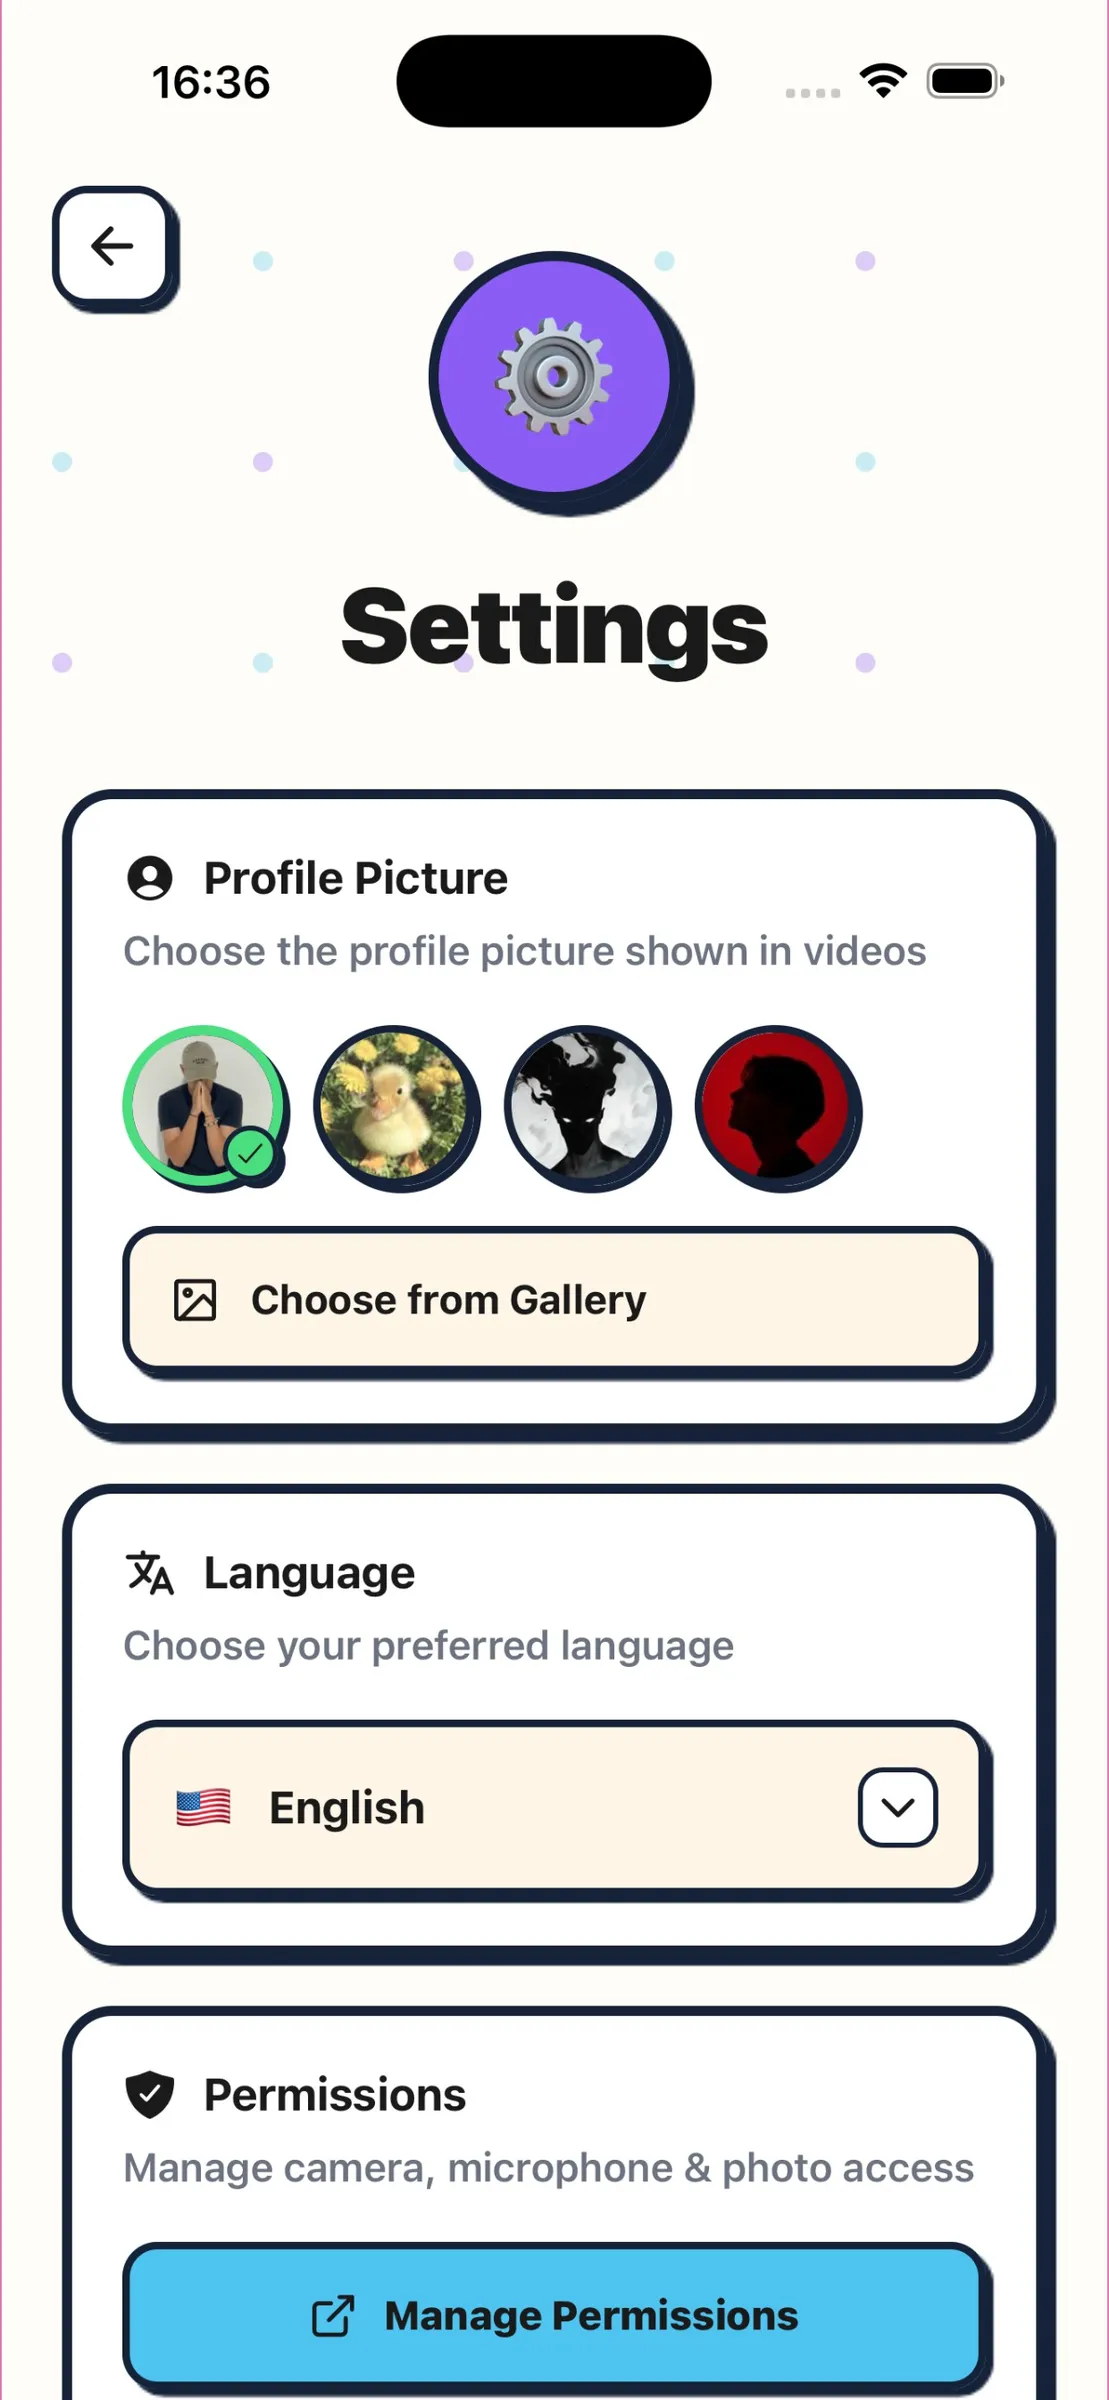 16:36
Settings
Profile Picture
Choose the profile picture shown in videos
Choose from Gallery
Language
Choose your preferred language
English
Permissions
Manage camera, microphone & photo access
Manage Permissions